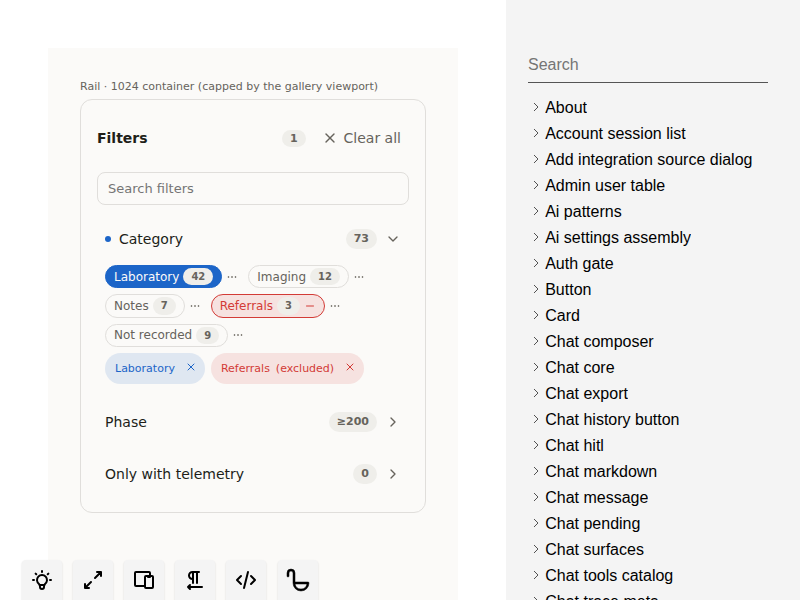 Rail · 1024 container (capped by the gallery viewport)
Filters 1 Clear all
Search filters
Category 73
Laboratory 42 ··· Imaging 12 ···
Notes 7 ··· Referrals 3 − ···
Not recorded 9 ···
Laboratory × Referrals (excluded) ×
Phase ≥200
Only with telemetry 0
Search
About
Account session list
Add integration source dialog
Admin user table
Ai patterns
Ai settings assembly
Auth gate
Button
Card
Chat composer
Chat core
Chat export
Chat history button
Chat hitl
Chat markdown
Chat message
Chat pending
Chat surfaces
Chat tools catalog